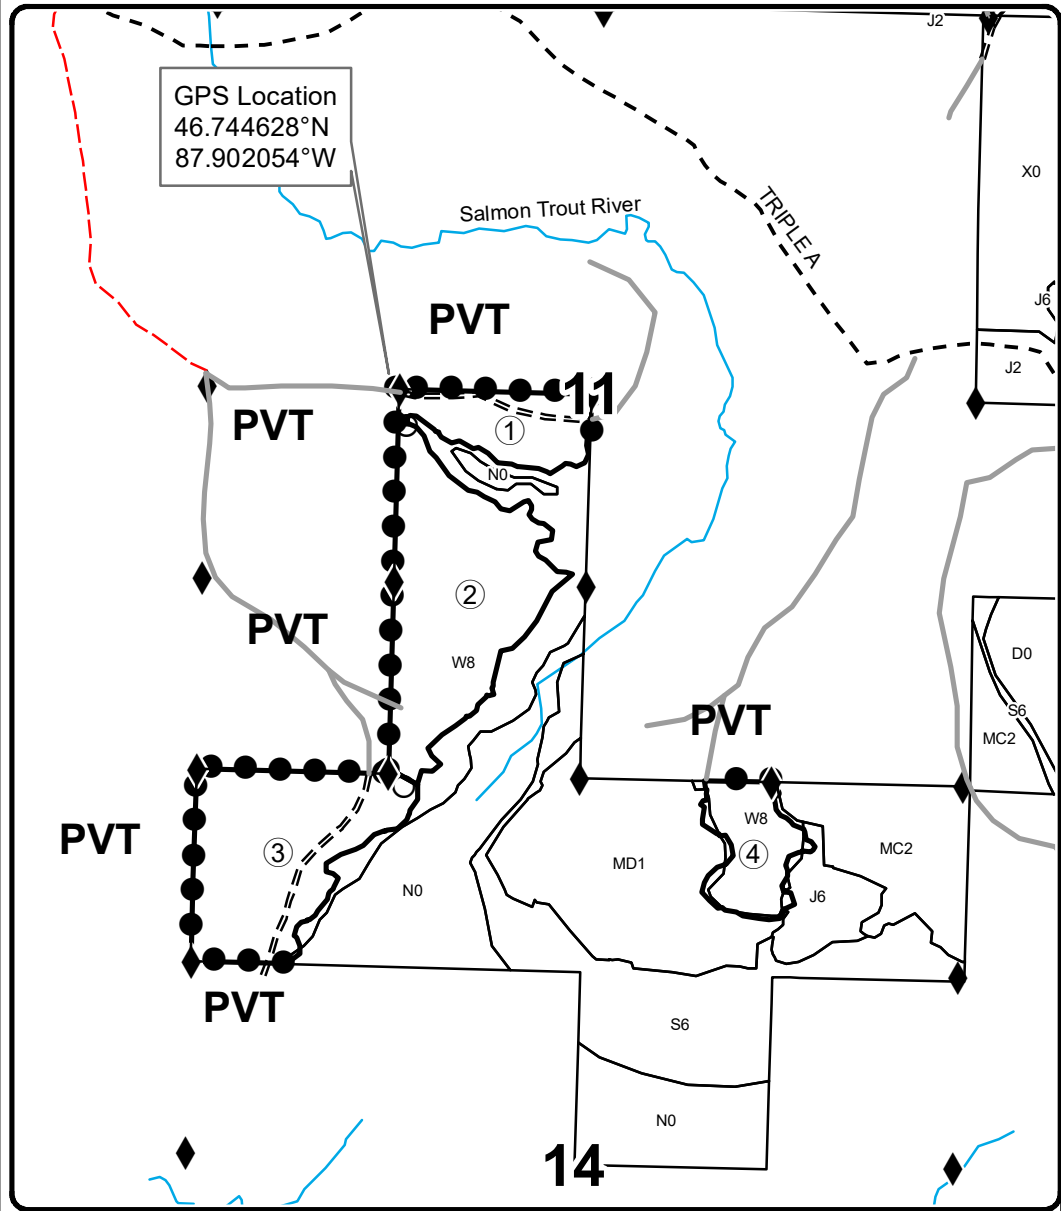 J2
GPS Location
46.744628°N
87.902054°W
X0
Salmon Trout River
TRIPLE A
J6
PVT
J2
11
PVT
1
N0
2
PVT
W8
D0
S6
MC2
PVT
W8
PVT
3
4
MC2
MD1
N0
J6
PVT
S6
N0
14